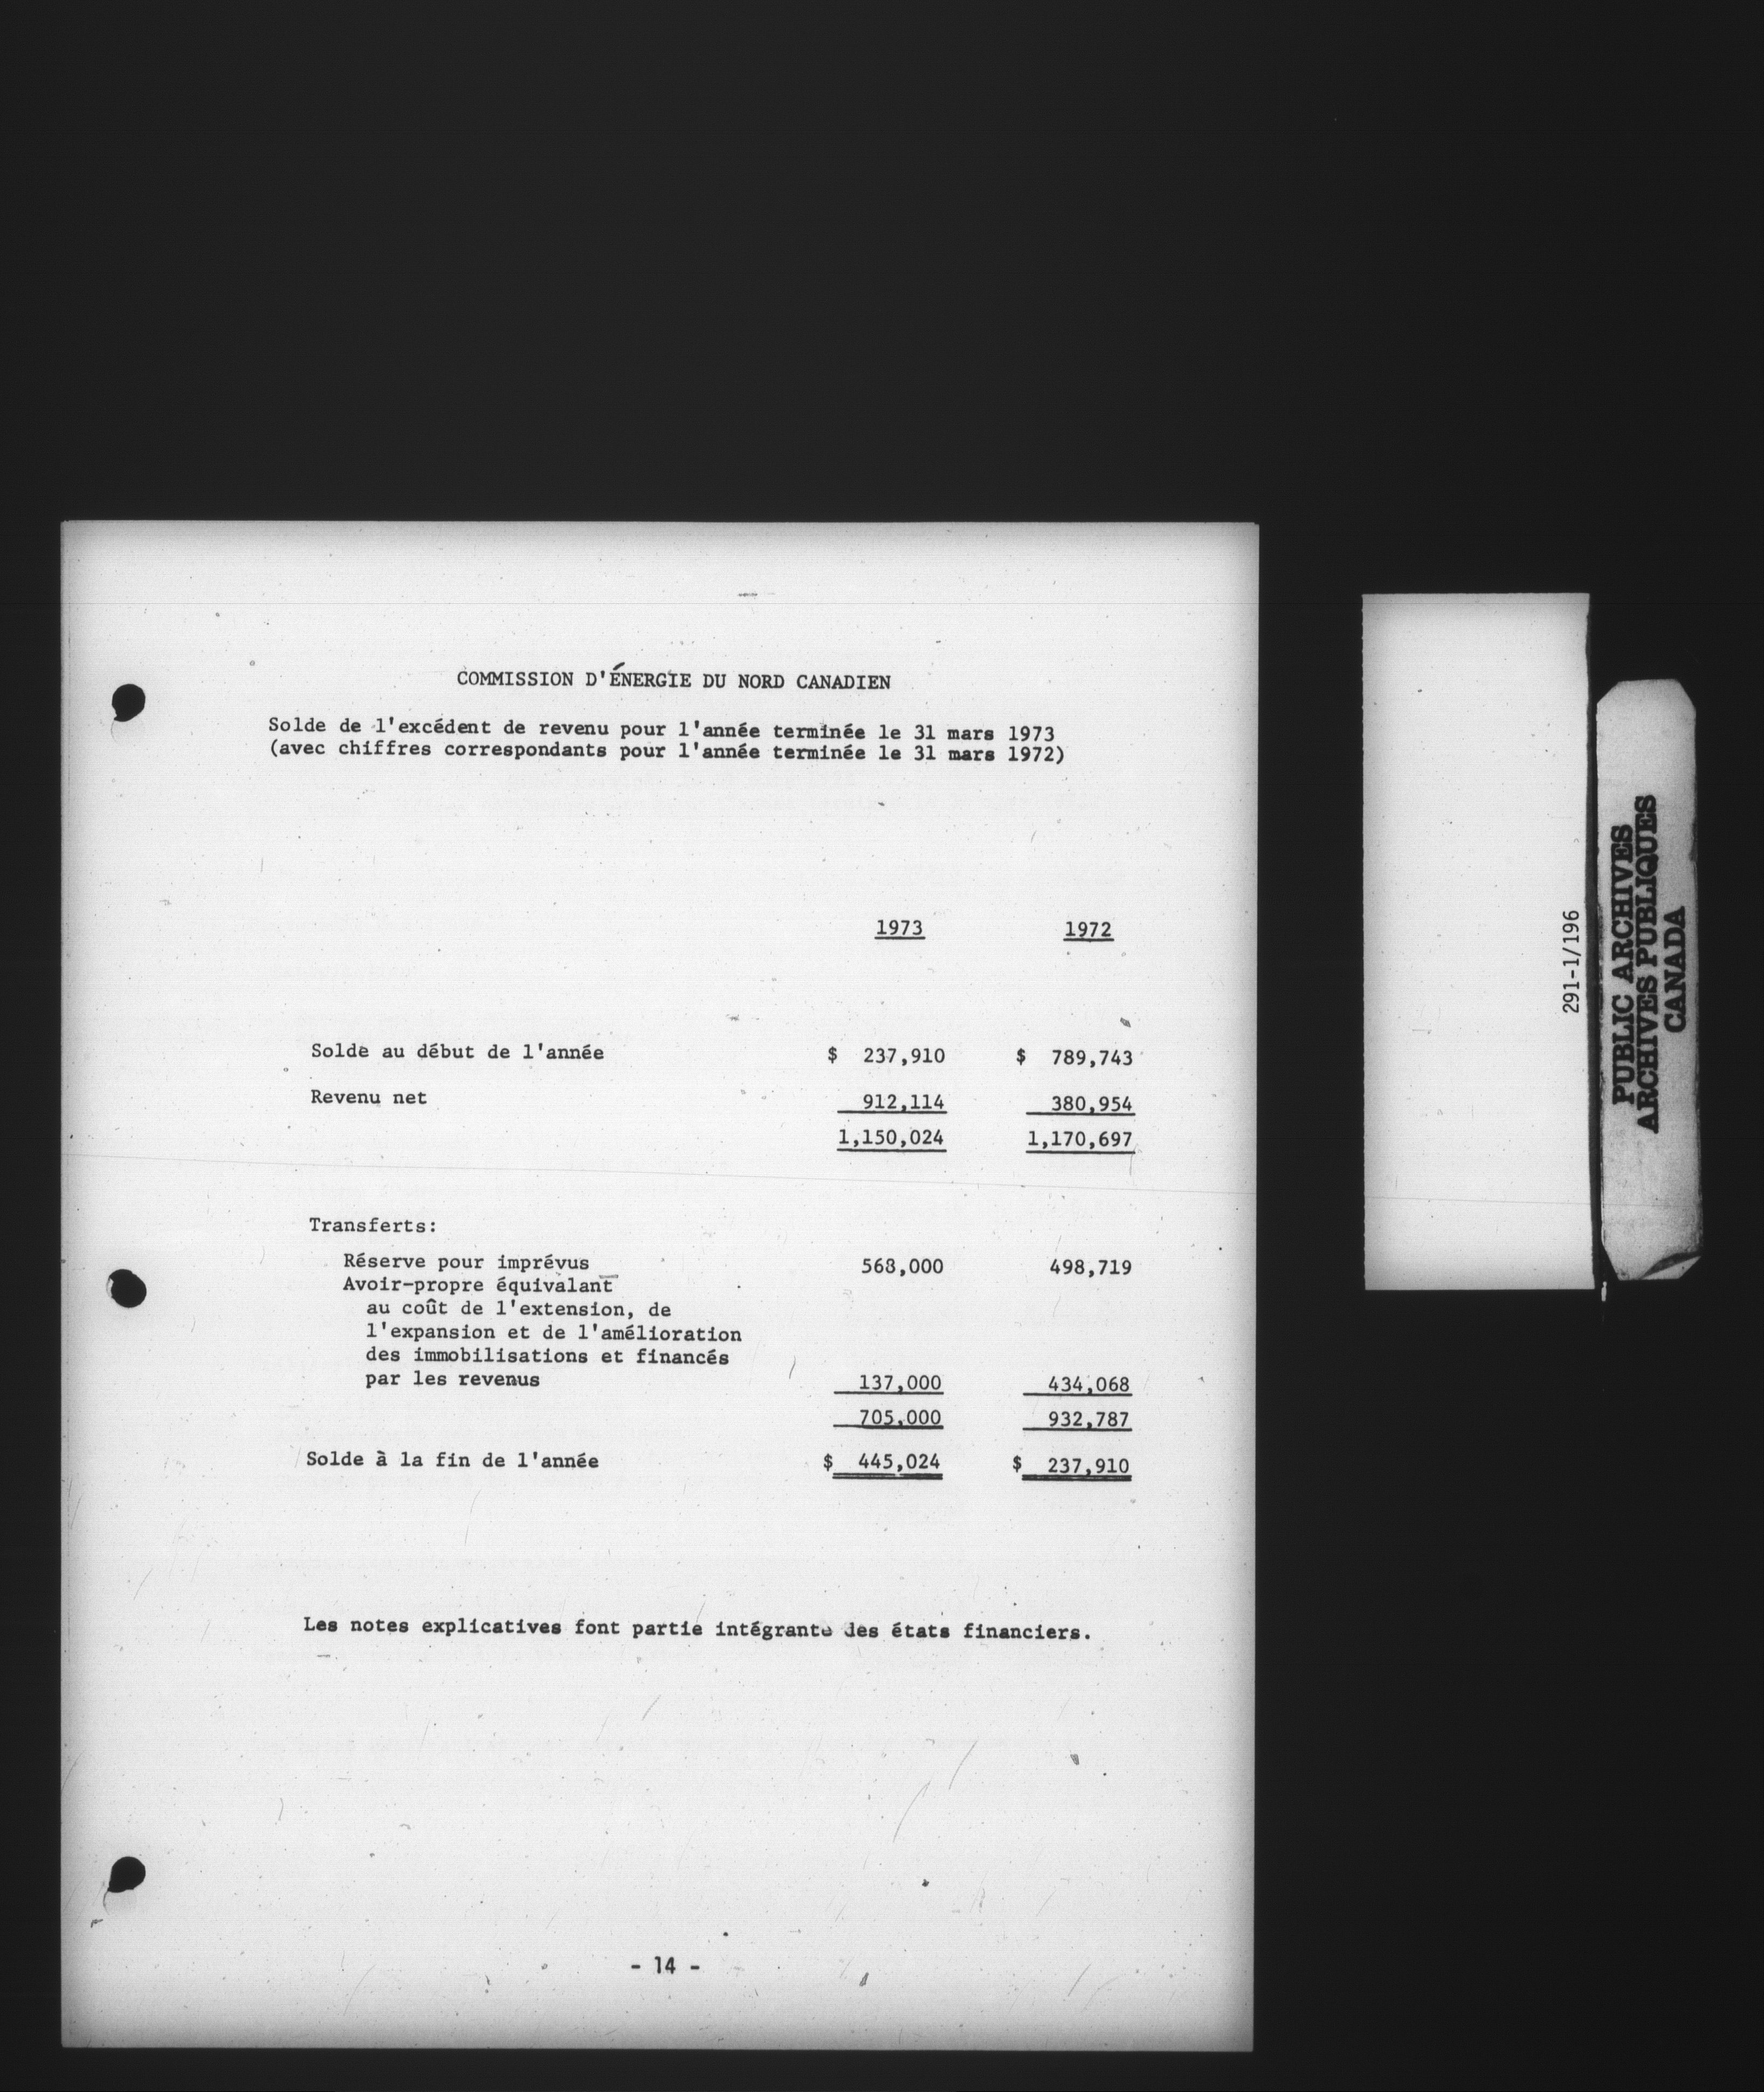 COMMISSION D'ÉNERGIE DU NORD CANADIEN
Solde de l'excédent de revenu pour l'année terminée le 31 mars 1973
(avec chiffres correspondants pour l'année terminée le 31 mars 1972)
1973 1972
Solde au début de l'année $ 237,910 $ 789,743
Revenu net 912,114 380,954
1,150,024 1,170,697
Transferts:
Réserve pour imprévus 568,000 498,719
Avoir-propre équivalant
au coût de l'extension, de
l'expansion et de l'amélioration
des immobilisations et financés
par les revenus 137,000 434,068
705,000 932,787
Solde à la fin de l'année $ 445,024 $ 237,910
Les notes explicatives font partie intégrante des états financiers.
- 14 -
291-1/196
PUBLIC ARCHIVES
ARCHIVES PUBLIQUES
CANADA